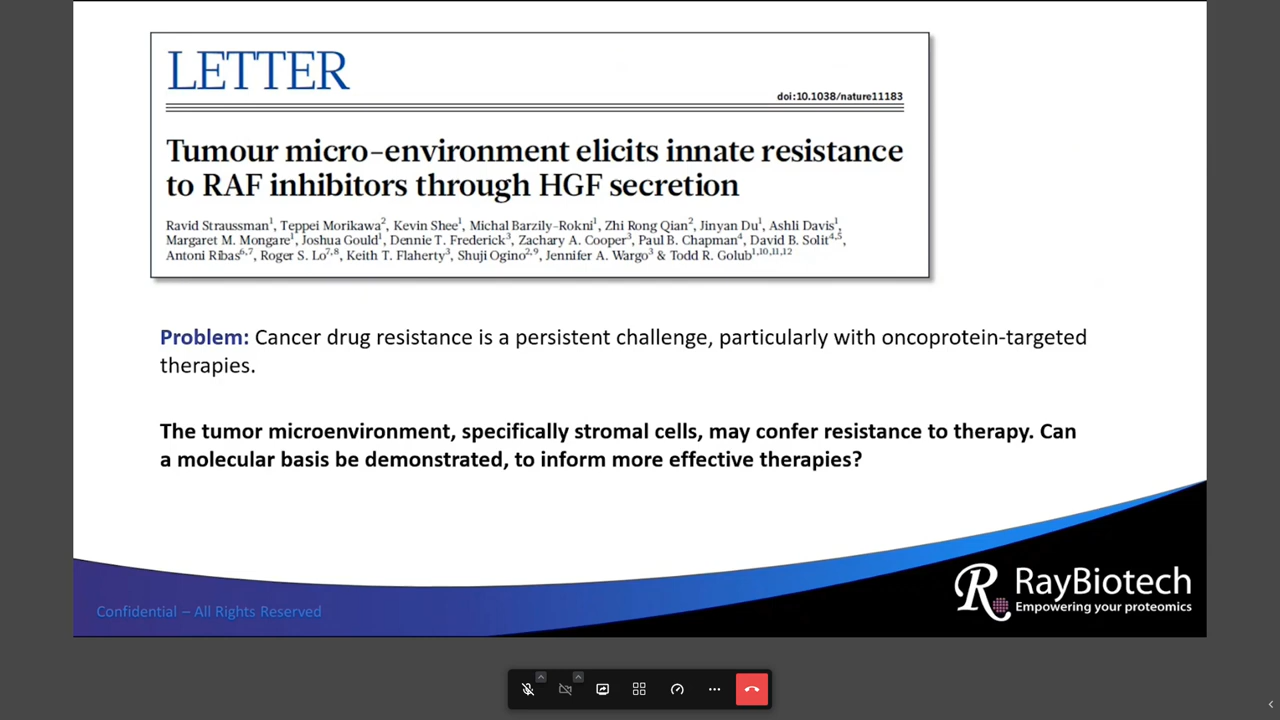 LETTER
doi:10.1038/nature11183
Tumour micro-environment elicits innate resistance
to RAF inhibitors through HGF secretion
Ravid Straussman1, Teppei Morikawa2, Kevin Shee1, Michal Barzily-Rokni1, Zhi Rong Qian2, Jinyan Du1, Ashli Davis1,
Margaret M. Mongare1, Joshua Gould1, Dennie T. Frederick3, Zachary A. Cooper3, Paul B. Chapman4, David B. Solit4,5,
Antoni Ribas6,7, Roger S. Lo7,8, Keith T. Flaherty3, Shuji Ogino2,9, Jennifer A. Wargo3 & Todd R. Golub1,10,11,12
Problem: Cancer drug resistance is a persistent challenge, particularly with oncoprotein-targeted
therapies.
The tumor microenvironment, specifically stromal cells, may confer resistance to therapy. Can
a molecular basis be demonstrated, to inform more effective therapies?
Confidential – All Rights Reserved
R
RayBiotech
Empowering your proteomics